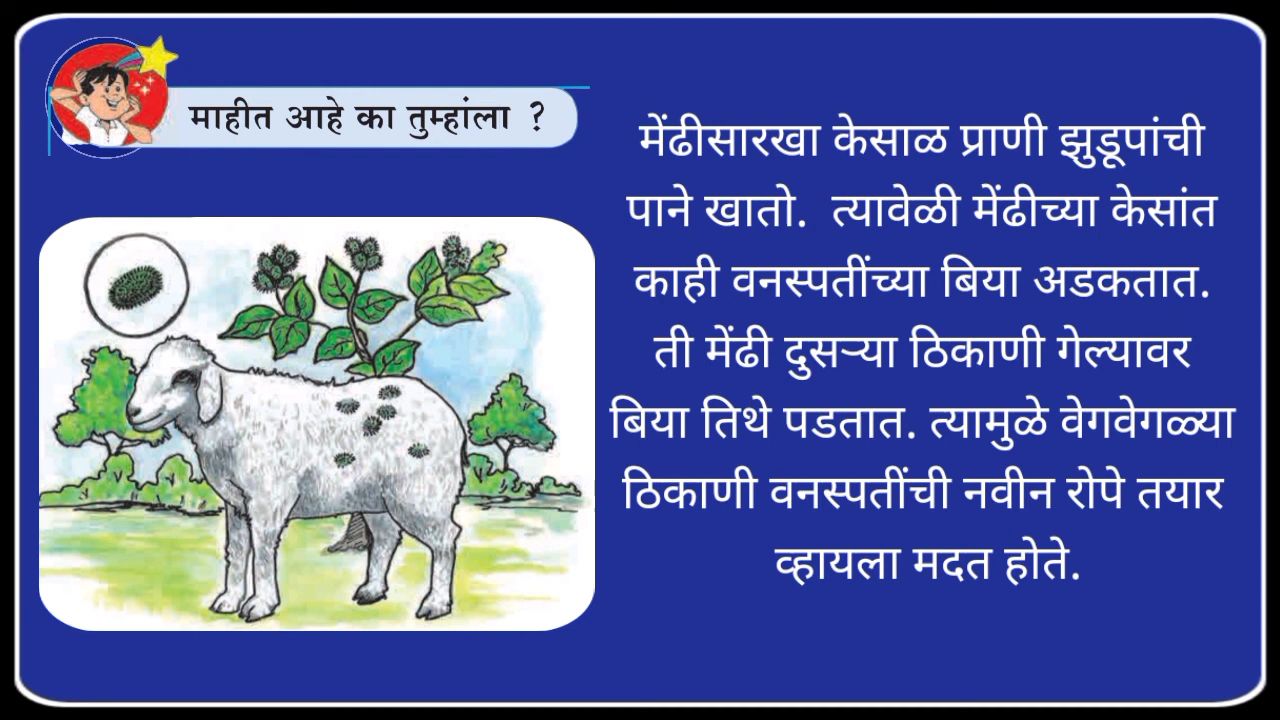 माहीत आहे का तुम्हांला ?
मेंढीसारखा केसाळ प्राणी झुडूपांची
पाने खातो. त्यावेळी मेंढीच्या केसांत
काही वनस्पतींच्या बिया अडकतात.
ती मेंढी दुसऱ्या ठिकाणी गेल्यावर
बिया तिथे पडतात. त्यामुळे वेगवेगळ्या
ठिकाणी वनस्पतींची नवीन रोपे तयार
व्हायला मदत होते.